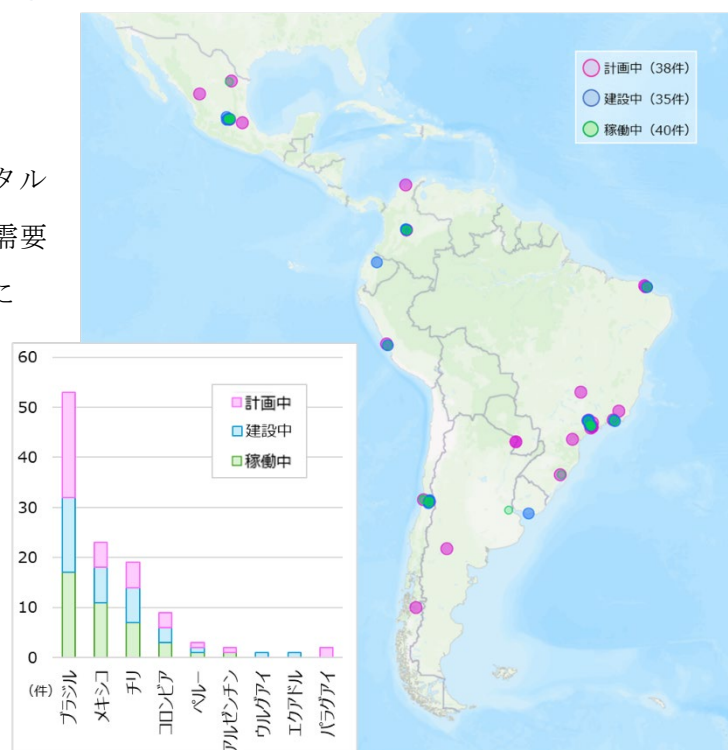 計画中（38件）
建設中（35件）
稼働中（40件）
タル
需要
に
60
50
40
30
20
10
0
（件）
計画中
建設中
稼働中
ブラジル
メキシコ
チリ
コロンビア
ペルー
アルゼンチン
ウルグアイ
エクアドル
パラグアイ